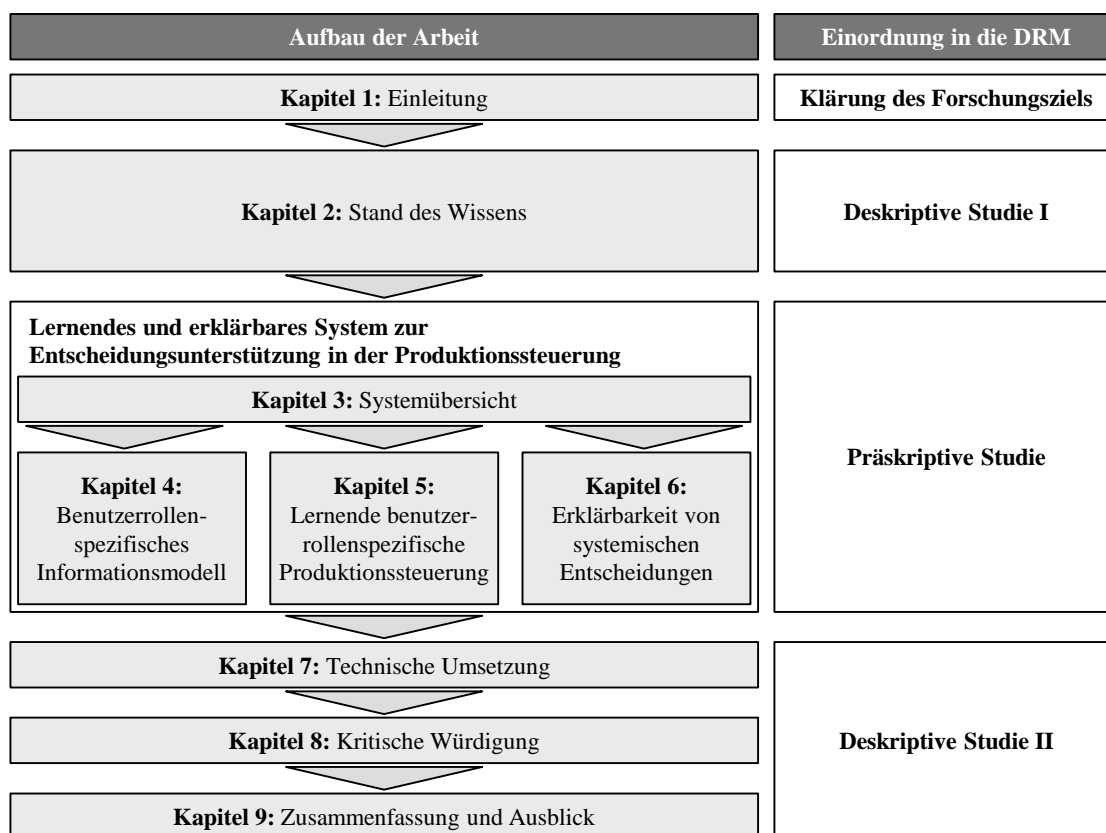 Aufbau der Arbeit
Einordnung in die DRM
Kapitel 1: Einleitung
Klärung des Forschungsziels
Kapitel 2: Stand des Wissens
Deskriptive Studie I
Lernendes und erklärbares System zur
Entscheidungsunterstützung in der Produktionssteuerung
Kapitel 3: Systemübersicht
Kapitel 4:
Benutzerrollen-
spezifisches
Informationsmodell
Kapitel 5:
Lernende benutzer-
rollenspezifische
Produktionssteuerung
Kapitel 6:
Erklärbarkeit von
systemischen
Entscheidungen
Präskriptive Studie
Kapitel 7: Technische Umsetzung
Kapitel 8: Kritische Würdigung
Kapitel 9: Zusammenfassung und Ausblick
Deskriptive Studie II